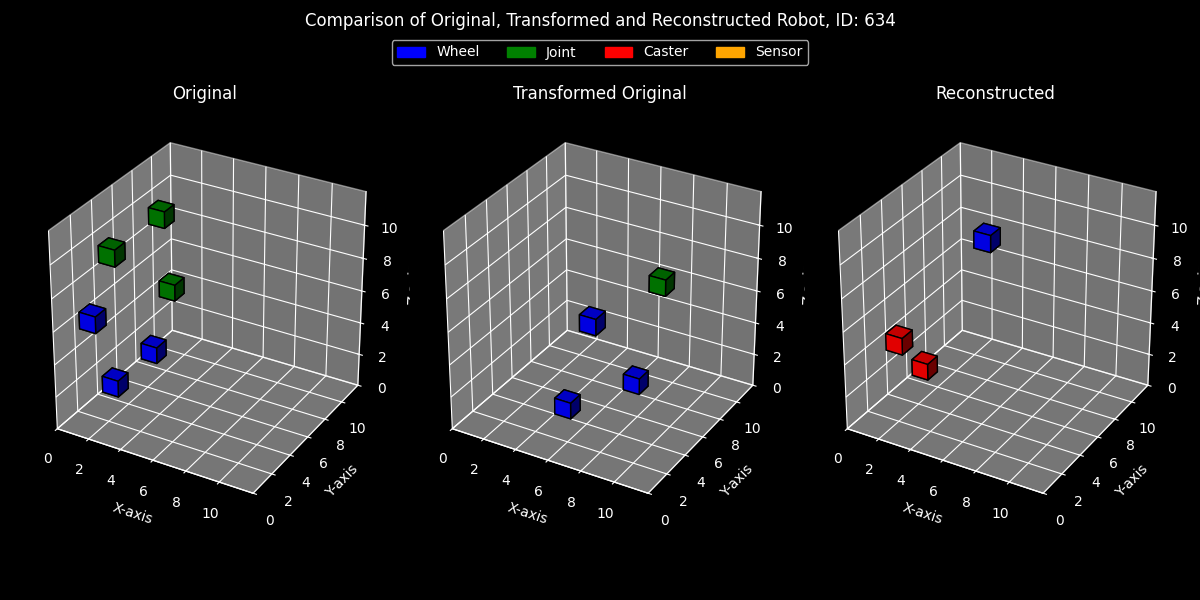 Comparison of Original, Transformed and Reconstructed Robot, ID: 634
Wheel Joint Caster Sensor
Original Transformed Original Reconstructed
10 10 10
8 8 8
6 6 6
4 4 4
2 2 2
0 0 0
0 2 4 6 8 10 0 2 4 6 8 10 0 2 4 6 8 10
0 2 4 6 8 10 0 2 4 6 8 10 0 2 4 6 8 10
X-axis Y-axis X-axis Y-axis X-axis Y-axis